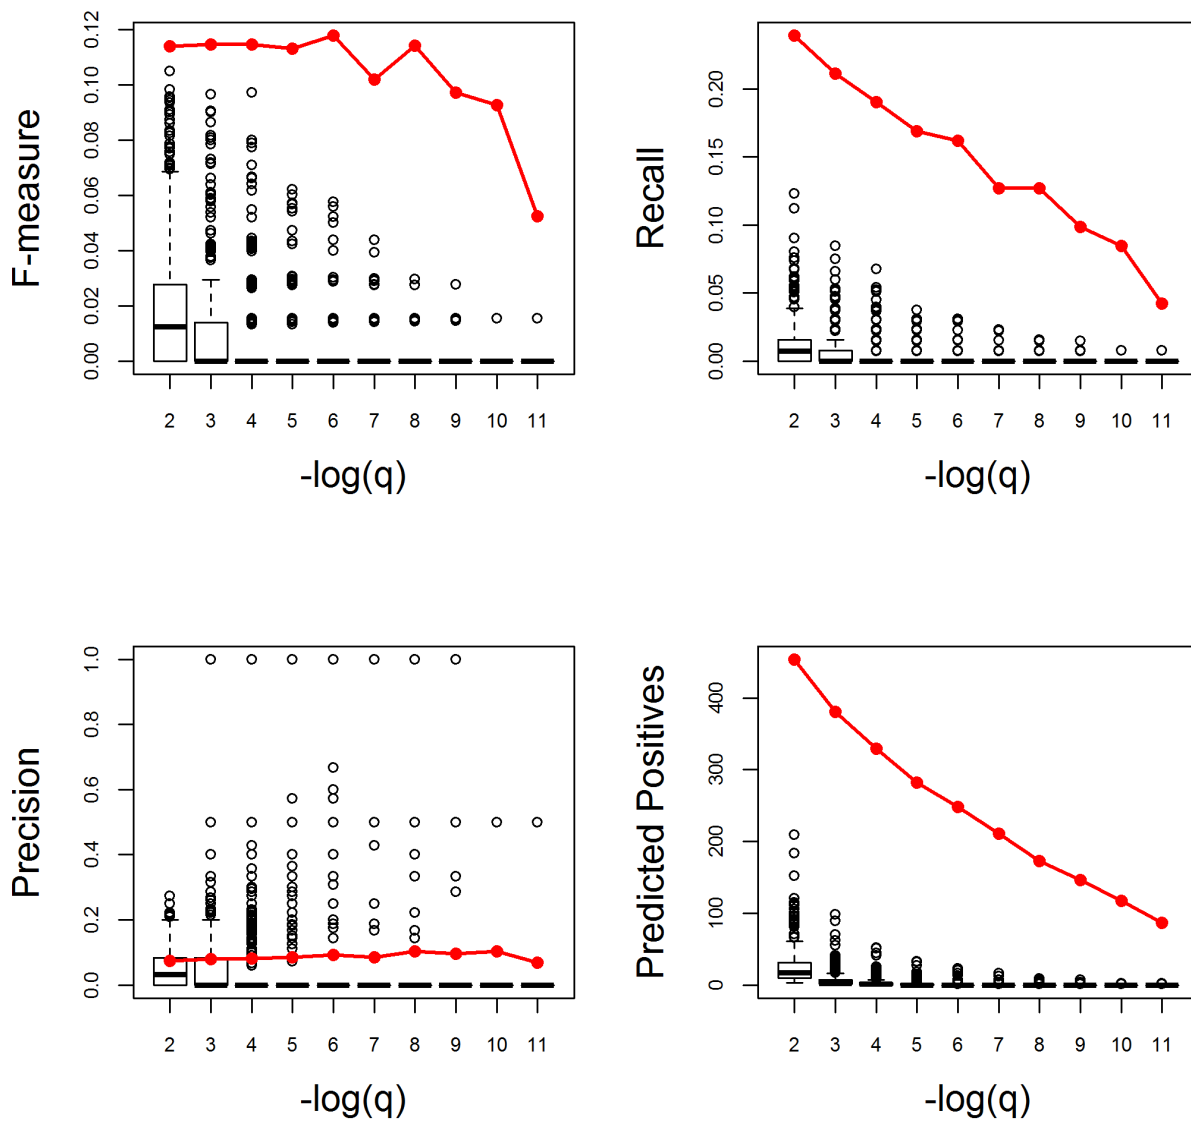 F-measure
0.00 0.02 0.04 0.06 0.08 0.10 0.12
2 3 4 5 6 7 8 9 10 11
-log(q)
Recall
0.00 0.05 0.10 0.15 0.20
2 3 4 5 6 7 8 9 10 11
-log(q)
Precision
0.0 0.2 0.4 0.6 0.8 1.0
2 3 4 5 6 7 8 9 10 11
-log(q)
Predicted Positives
0 100 200 300 400
2 3 4 5 6 7 8 9 10 11
-log(q)